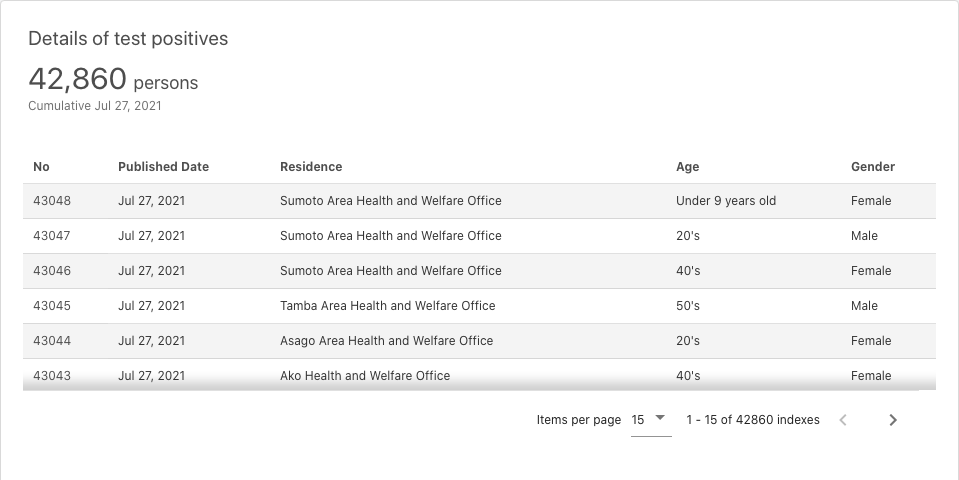 Details of test positives
42,860 persons
Cumulative Jul 27, 2021
No Published Date Residence Age Gender
43048 Jul 27, 2021 Sumoto Area Health and Welfare Office Under 9 years old Female
43047 Jul 27, 2021 Sumoto Area Health and Welfare Office 20's Male
43046 Jul 27, 2021 Sumoto Area Health and Welfare Office 40's Female
43045 Jul 27, 2021 Tamba Area Health and Welfare Office 50's Male
43044 Jul 27, 2021 Asago Area Health and Welfare Office 20's Female
43043 Jul 27, 2021 Ako Health and Welfare Office 40's Female
Items per page 15 1 - 15 of 42860 indexes